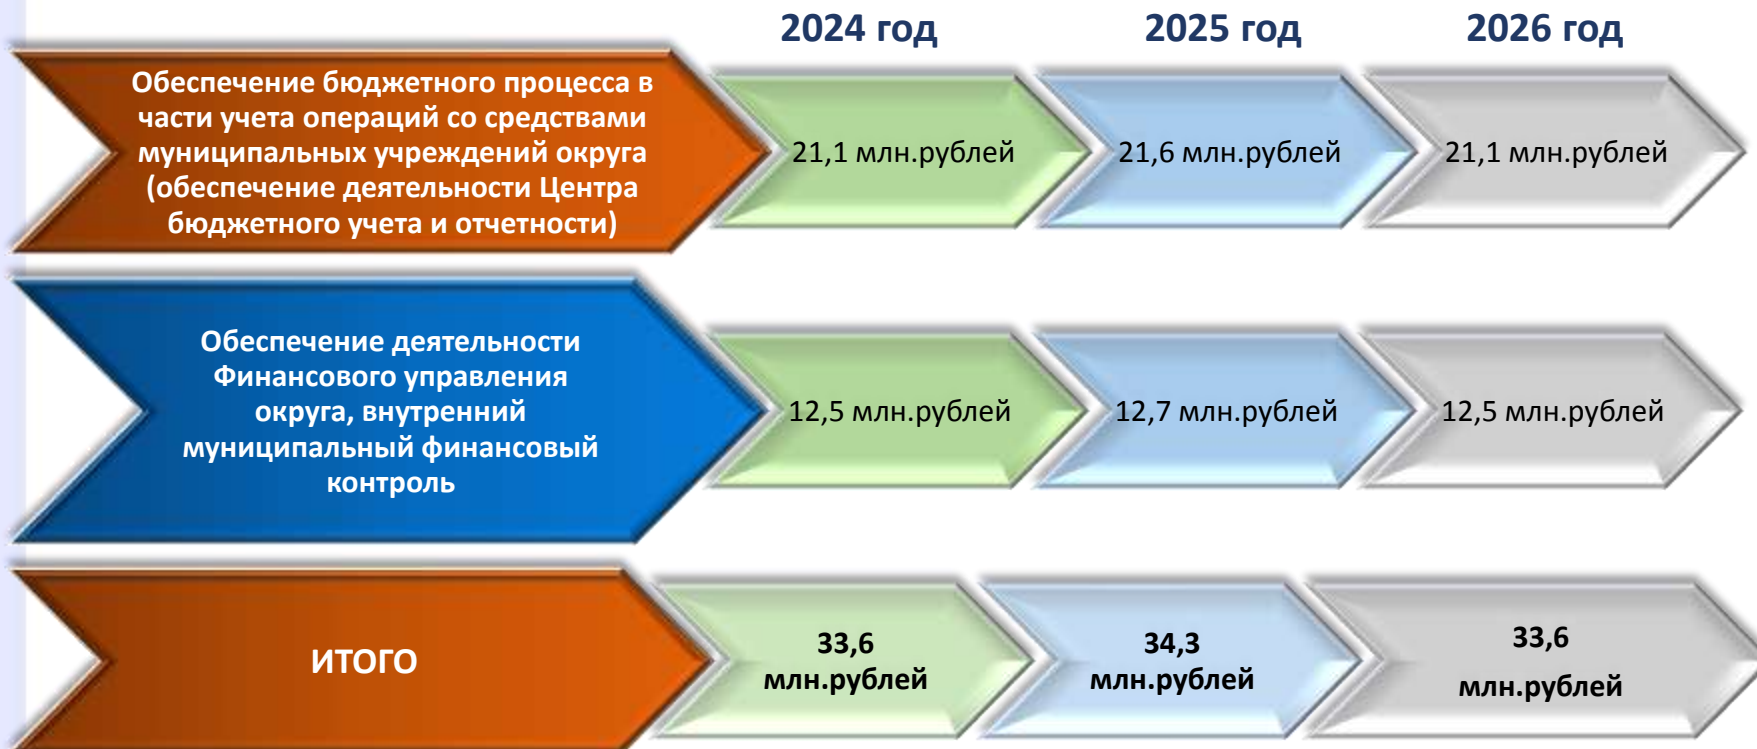 2024 год
2025 год
2026 год
Обеспечение бюджетного процесса в
части учета операций со средствами
муниципальных учреждений округа
(обеспечение деятельности Центра
бюджетного учета и отчетности)
21,1 млн.рублей
21,6 млн.рублей
21,1 млн.рублей
Обеспечение деятельности
Финансового управления
округа, внутренний
муниципальный финансовый
контроль
12,5 млн.рублей
12,7 млн.рублей
12,5 млн.рублей
ИТОГО
33,6
млн.рублей
34,3
млн.рублей
33,6
млн.рублей